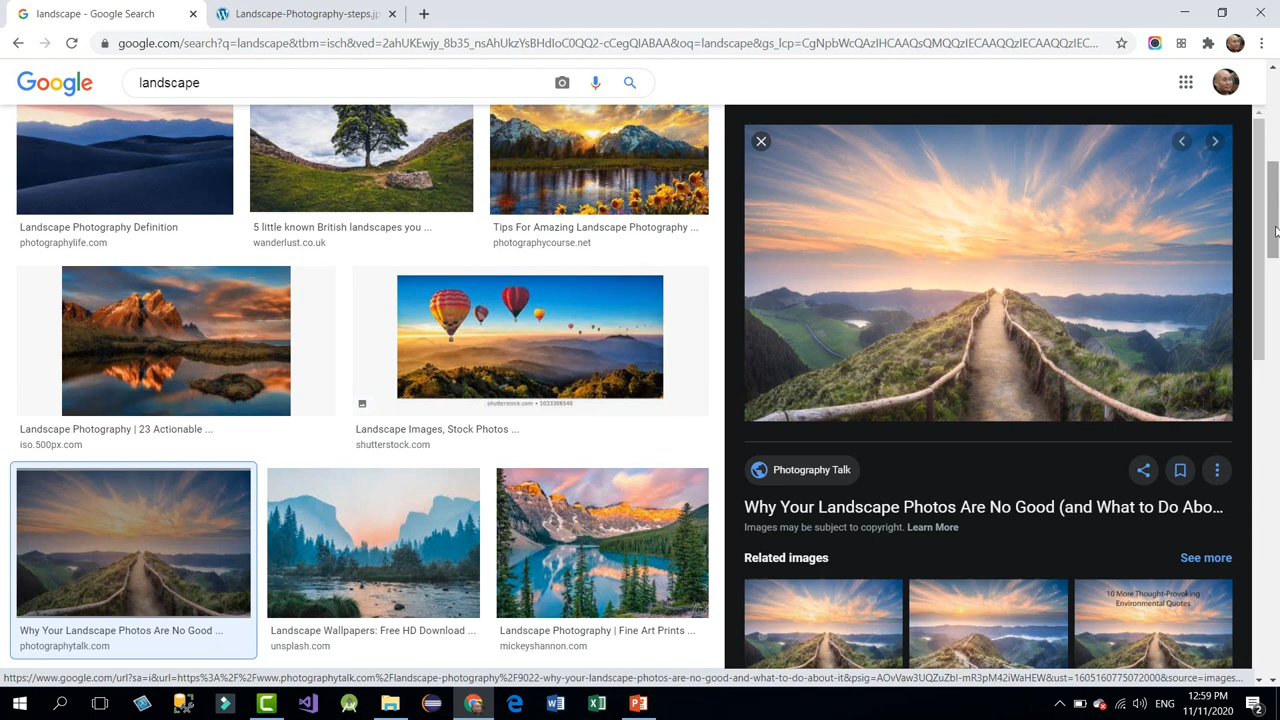 landscape - Google Search
Landscape-Photography-steps.jp
google.com/search?q=landscape&tbm=isch&ved=2ahUKEwjy_8b35_nsAhUkzYsBHdIoC0QQ2-cCegQIABAA&oq=landscape&gs_lcp=CgNpbWcQAzIHCAAQsQMQQzIECAAQQzIECAAQQzIECAAQQzIEC...
Google
landscape
Landscape Photography Definition
photographylife.com
5 little known British landscapes you ...
wanderlust.co.uk
Tips For Amazing Landscape Photography ...
photographycourse.net
shutterstock.com • 1633308540
Landscape Photography | 23 Actionable ...
iso.500px.com
Landscape Images, Stock Photos ...
shutterstock.com
Why Your Landscape Photos Are No Good ...
photographytalk.com
Landscape Wallpapers: Free HD Download ...
unsplash.com
Landscape Photography | Fine Art Prints ...
mickeyshannon.com
Photography Talk
Why Your Landscape Photos Are No Good (and What to Do Abo...
Images may be subject to copyright. Learn More
Related images
See more
10 More Thought-Provoking
Environmental Quotes
https://www.google.com/url?sa=i&url=https%3A%2F%2Fwww.photographytalk.com%2Flandscape-photography%2F9022-why-your-landscape-photos-are-no-good-and-what-to-do-about-it&psig=AOvVaw3UQZuZbI-mR3pM42iWaHEW&ust=1605160775072000&source=images...
ENG
12:59 PM
11/11/2020
2